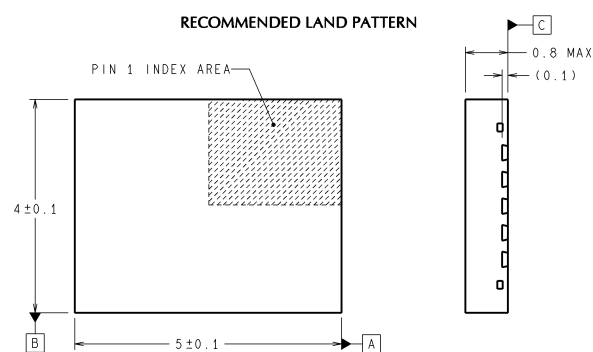 RECOMMENDED LAND PATTERN
C
0.8 MAX
PIN 1 INDEX AREA
(0.1)
4±0.1
B
5±0.1
A